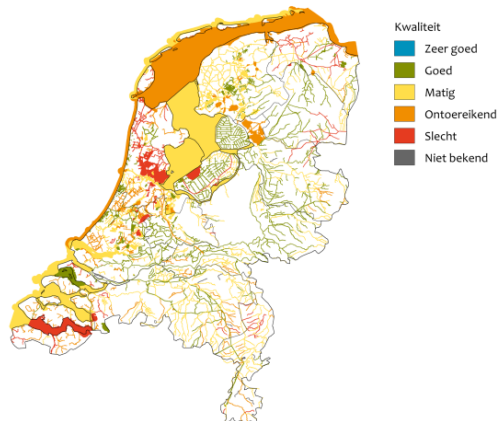 Kwaliteit
Zeer goed
Goed
Matig
Ontoereikend
Slecht
Niet bekend